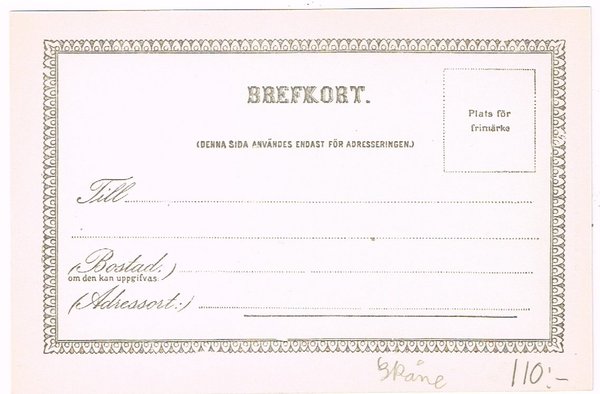 BREFKORT.
Plats för
frimärke
(DENNA SIDA ANVÄNDES ENDAST FÖR ADRESSERINGEN.)
Till
(Bostad.)
om den kan uppgifvas.
(Adressort:)
Skåne 110:-